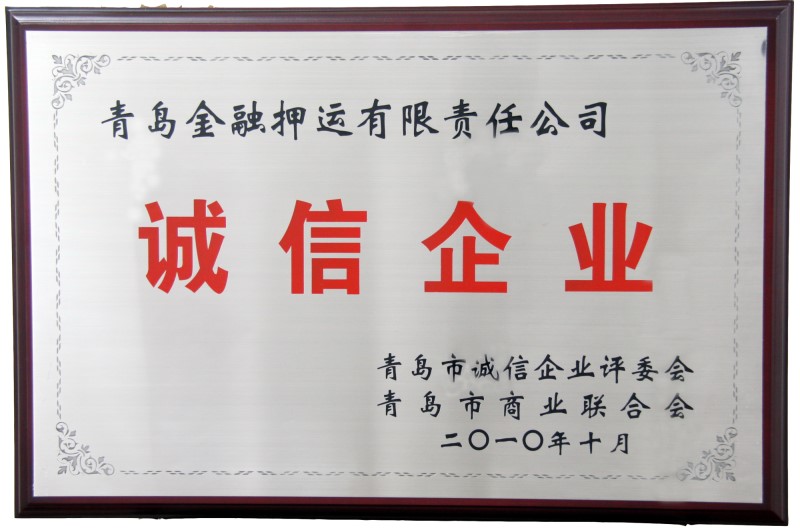 青岛金融押运有限责任公司
诚信企业
青岛市诚信企业评委会
青岛市商业联合会
二〇一〇年十月